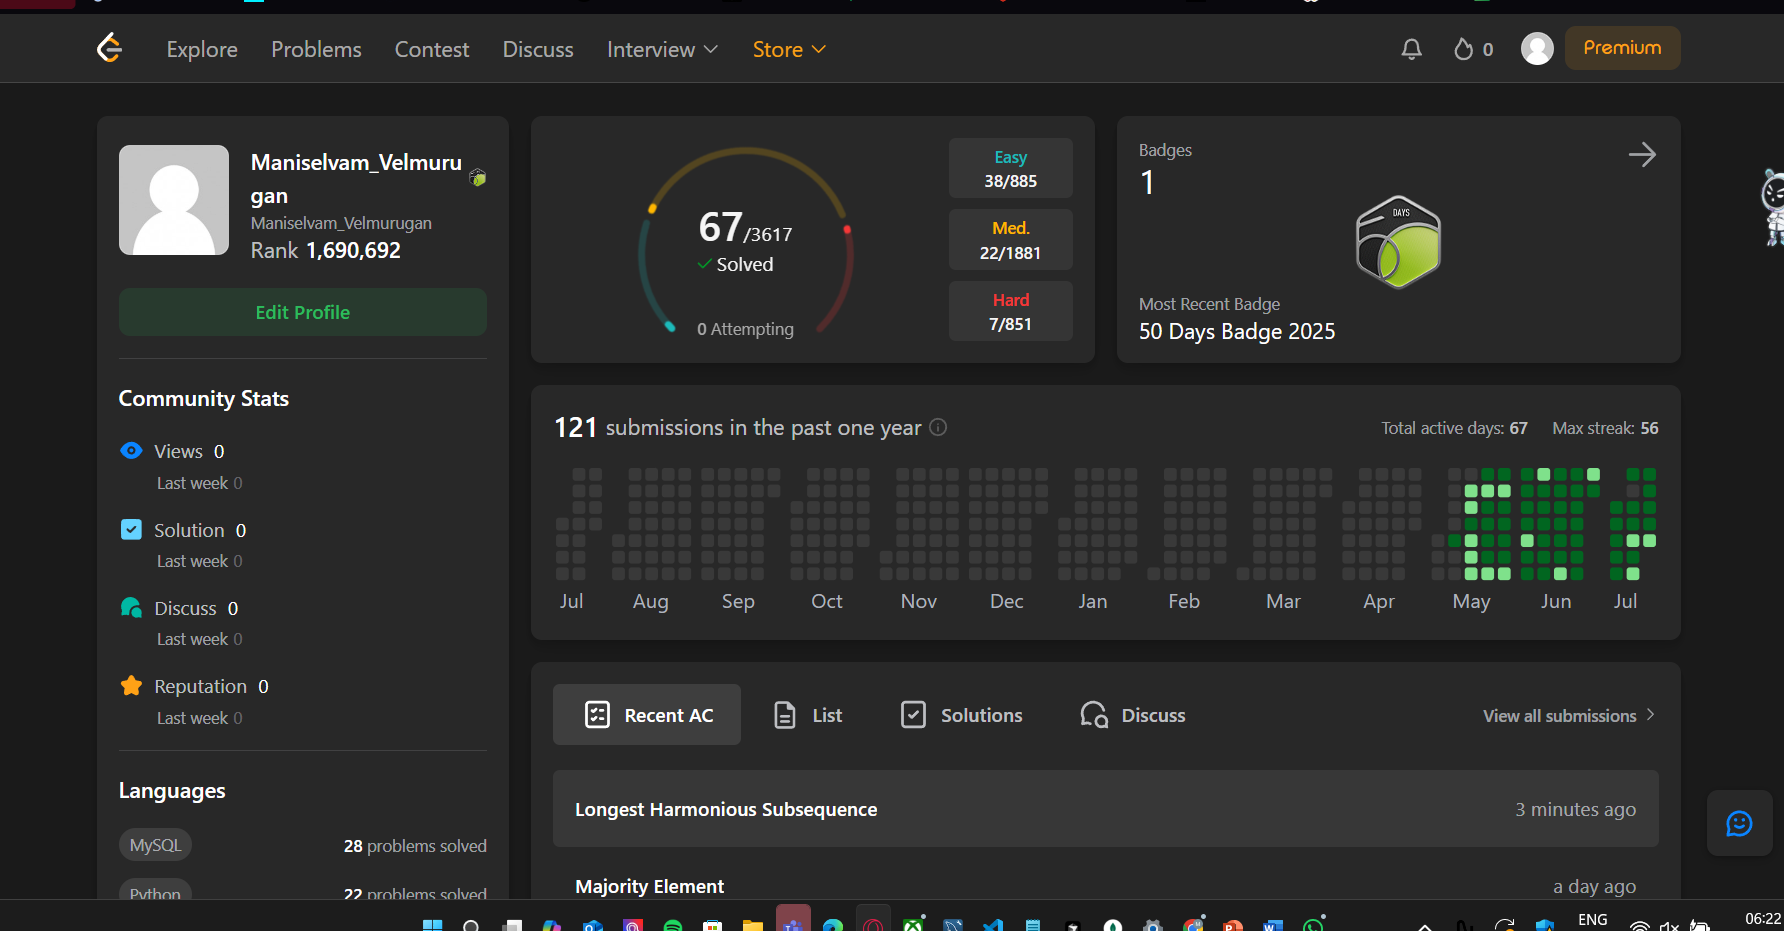 Explore Problems Contest Discuss Interview Store 0 Premium
Maniselvam_Velmuru
gan
Maniselvam_Velmurugan
Rank 1,690,692
Edit Profile
Community Stats
Views 0
Last week 0
Solution 0
Last week 0
Discuss 0
Last week 0
Reputation 0
Last week 0
Languages
MySQL 28 problems solved
Python 22 problems solved
67/3617
Solved
0 Attempting
Easy
38/885
Med.
22/1881
Hard
7/851
Badges
1
DAYS
Most Recent Badge
50 Days Badge 2025
121 submissions in the past one year
Total active days: 67 Max streak: 56
Jul Aug Sep Oct Nov Dec Jan Feb Mar Apr May Jun Jul
Recent AC List Solutions Discuss View all submissions
Longest Harmonious Subsequence 3 minutes ago
Majority Element a day ago
ENG
06:22